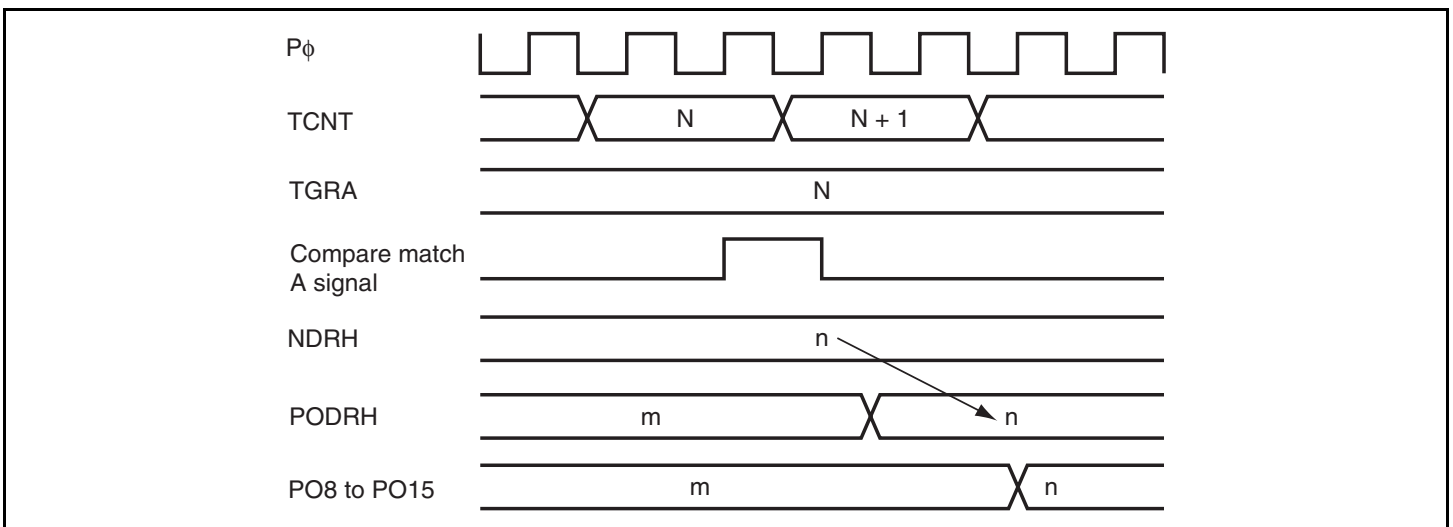 Pϕ
TCNT N N + 1
TGRA N
Compare match
A signal
NDRH n
PODRH m n
PO8 to PO15 m n